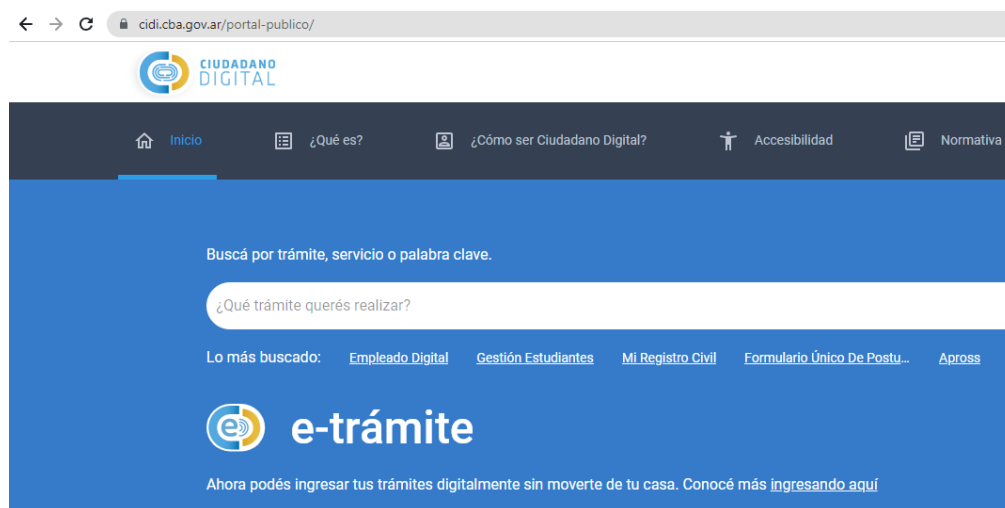 cidi.cba.gov.ar/portal-publico/
CIUDADANO
DIGITAL
Inicio ¿Qué es? ¿Cómo ser Ciudadano Digital? Accesibilidad Normativa
Buscá por trámite, servicio o palabra clave.
¿Qué trámite querés realizar?
Lo más buscado: Empleado Digital Gestión Estudiantes Mi Registro Civil Formulario Único De Postu... Apross
e e-trámite
Ahora podés ingresar tus trámites digitalmente sin moverte de tu casa. Conocé más ingresando aquí